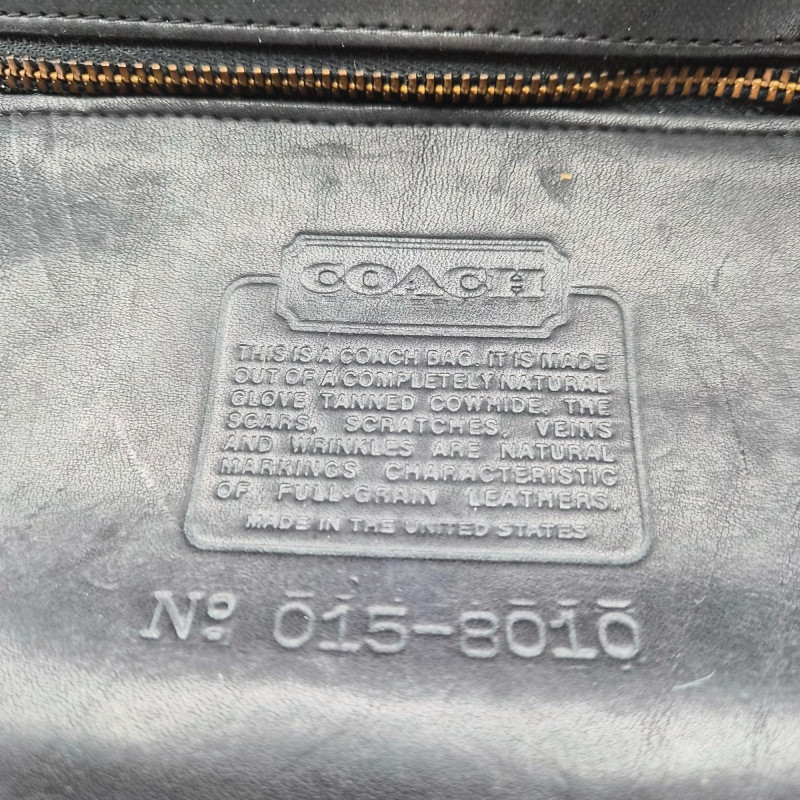 COACH
THIS IS A COACH BAG. IT IS MADE
OUT OF A COMPLETELY NATURAL
GLOVE TANNED COWHIDE. THE
SCARS, SCRATCHES, VEINS
AND WRINKLES ARE NATURAL
MARKINGS CHARACTERISTIC
OF FULL-GRAIN LEATHERS.
MADE IN THE UNITED STATES
Nº 015-8010